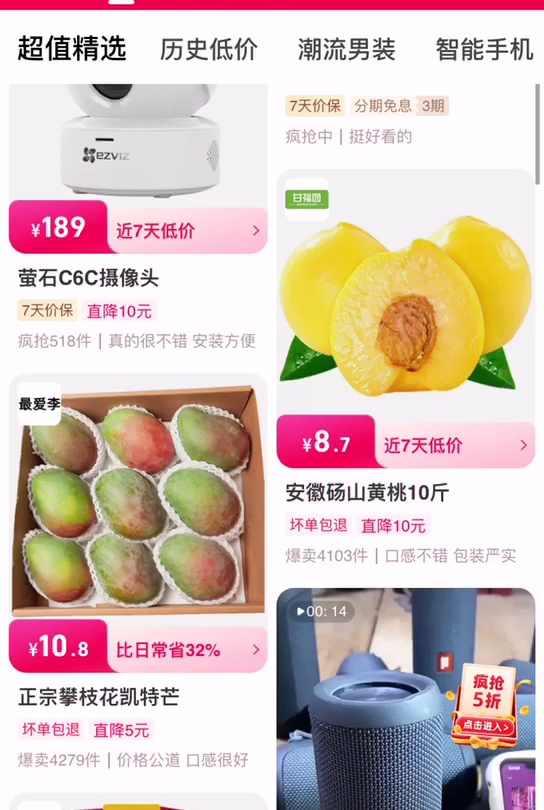 超值精选
历史低价
潮流男装
智能手机
ezviz
¥189
近7天低价
萤石C6C摄像头
7天价保
直降10元
疯抢518件 | 真的很不错 安装方便
最爱李
¥10.8
比日常省32%
正宗攀枝花凯特芒
坏单包退
直降5元
爆卖4279件 | 价格公道 口感很好
7天价保
分期免息
3期
疯抢中 | 挺好看的
甘福园
¥8.7
近7天低价
安徽砀山黄桃10斤
坏单包退
直降10元
爆卖4103件 | 口感不错 包装严实
00: 14
疯抢
5折
点击进入>